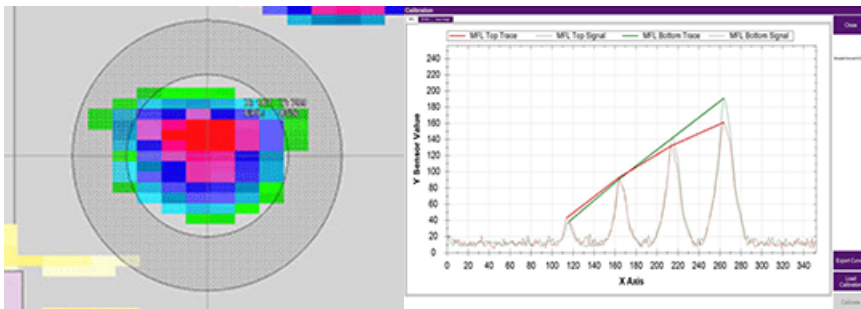 Calibration
Close
MFL Top Trace MFL Top Signal MFL Bottom Trace MFL Bottom Signal
240
220
200
180
160
140
120
100
80
60
40
20
0
Y Sensor Value
0 20 40 60 80 100 120 140 160 180 200 220 240 260 280 300 320 340
X Axis
Export Curve
Load
Calibration
Calibrate